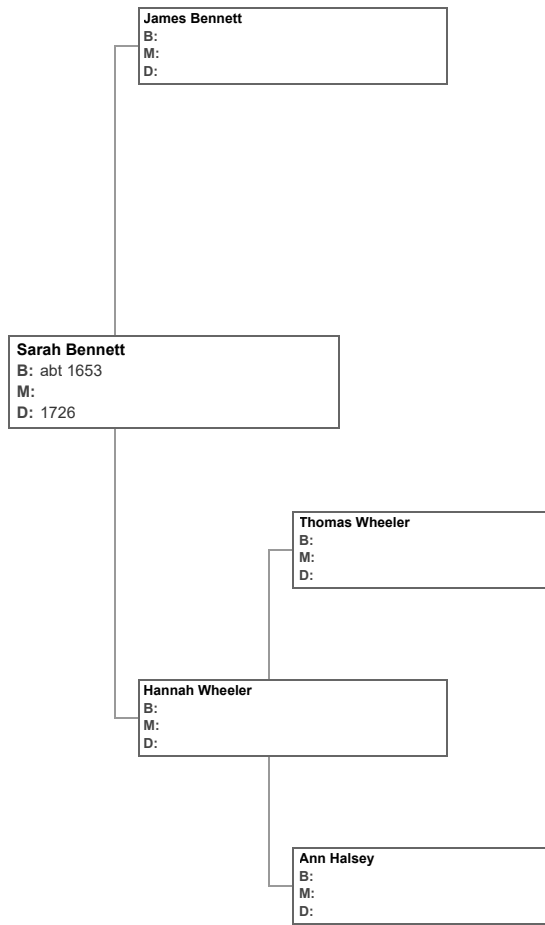 James Bennett
B:
M:
D:
Sarah Bennett
B: abt 1653
M:
D: 1726
Thomas Wheeler
B:
M:
D:
Hannah Wheeler
B:
M:
D:
Ann Halsey
B:
M:
D: